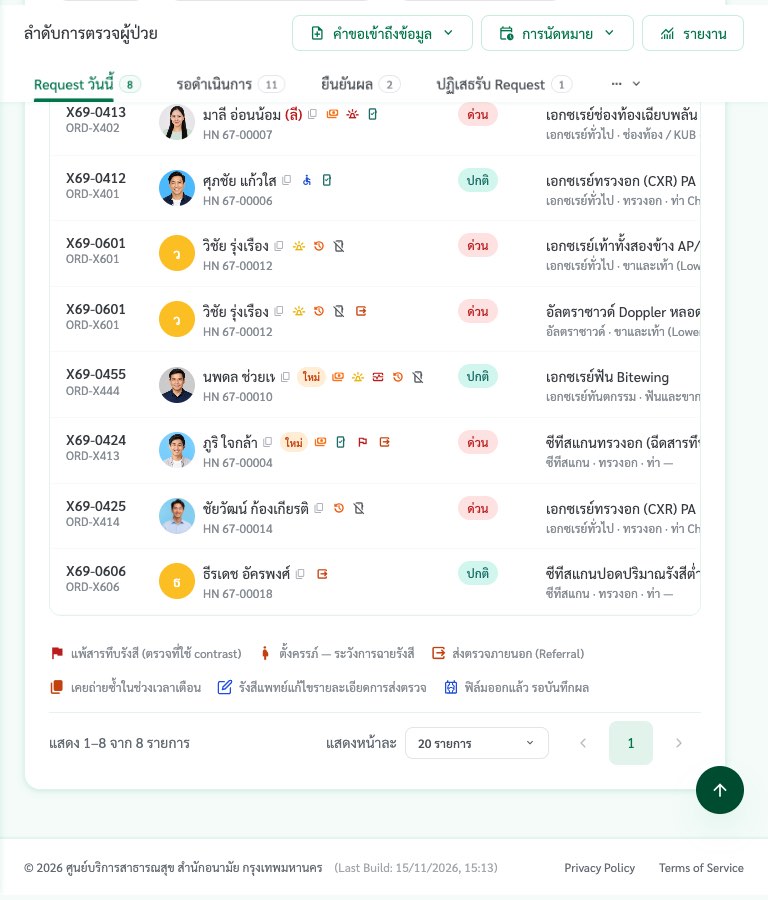 ลำดับการตรวจผู้ป่วย
คำขอเข้าถึงข้อมูล
การนัดหมาย
รายงาน
Request วันนี้ 8
รอดำเนินการ 11
ยืนยันผล 2
ปฏิเสธรับ Request 1
X69-0413 มาลี อ่อนน้อม (ลี) ด่วน เอกซเรย์ช่องท้องเฉียบพลัน
ORD-X402 HN 67-00007 เอกซเรย์ทั่วไป · ช่องท้อง / KUB
X69-0412 ศุภชัย แก้วใส ปกติ เอกซเรย์ทรวงอก (CXR) PA
ORD-X401 HN 67-00006 เอกซเรย์ทั่วไป · ทรวงอก · ท่า Ch
X69-0601 ว วิชัย รุ่งเรือง ด่วน เอกซเรย์เท้าทั้งสองข้าง AP/
ORD-X601 HN 67-00012 เอกซเรย์ทั่วไป · ขาและเท้า (Low
X69-0601 ว วิชัย รุ่งเรือง ด่วน อัลตราซาวด์ Doppler หลอด
ORD-X601 HN 67-00012 อัลตราซาวด์ · ขาและเท้า (Lowe
X69-0455 นพดล ช่วยเห ใหม่ ปกติ เอกซเรย์ฟัน Bitewing
ORD-X444 HN 67-00010 เอกซเรย์ทันตกรรม · ฟันและขาก
X69-0424 ภูริ ใจกล้า ใหม่ ด่วน ซีทีสแกนทรวงอก (ฉีดสารทึ
ORD-X413 HN 67-00004 ซีทีสแกน · ทรวงอก · ท่า —
X69-0425 ชัยวัฒน์ ก้องเกียรติ ด่วน เอกซเรย์ทรวงอก (CXR) PA
ORD-X414 HN 67-00014 เอกซเรย์ทั่วไป · ทรวงอก · ท่า Ch
X69-0606 ธ ธีรเดช อัครพงศ์ ปกติ ซีทีสแกนปอดปริมาณรังสีต่ำ
ORD-X606 HN 67-00018 ซีทีสแกน · ทรวงอก · ท่า —
แพ้สารทึบรังสี (ตรวจที่ใช้ contrast) ตั้งครรภ์ — ระวังการฉายรังสี ส่งตรวจภายนอก (Referral)
เคยถ่ายซ้ำในช่วงเวลาเดือน รังสีแพทย์แก้ไขรายละเอียดการส่งตรวจ ฟิล์มออกแล้ว รอบันทึกผล
แสดง 1–8 จาก 8 รายการ แสดงหน้าละ 20 รายการ 1
© 2026 ศูนย์บริการสาธารณสุข สำนักอนามัย กรุงเทพมหานคร (Last Build: 15/11/2026, 15:13) Privacy Policy Terms of Service